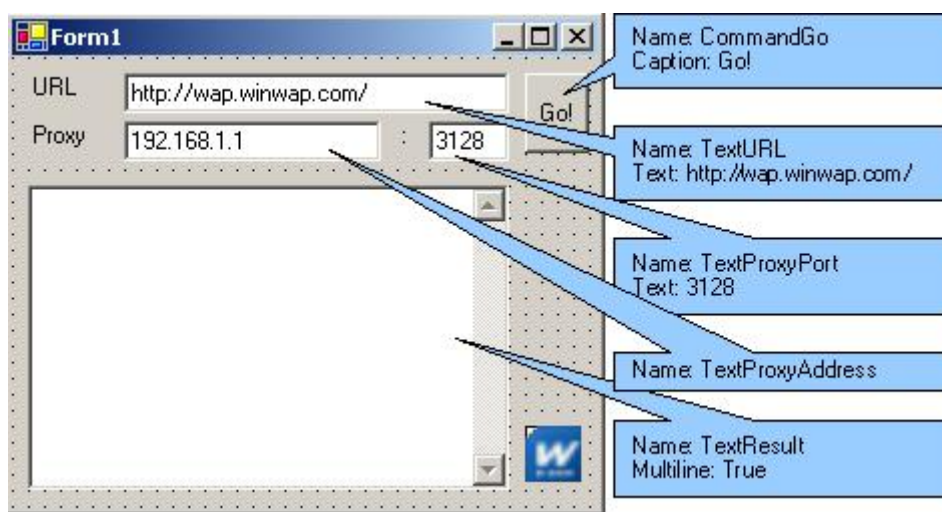 Form1
URL
http://wap.winwap.com/
Go!
Proxy
192.168.1.1
:
3128
Name: CommandGo
Caption: Go!
Name: TextURL
Text: http://wap.winwap.com/
Name: TextProxyPort
Text: 3128
Name: TextProxyAddress
Name: TextResult
Multiline: True
W